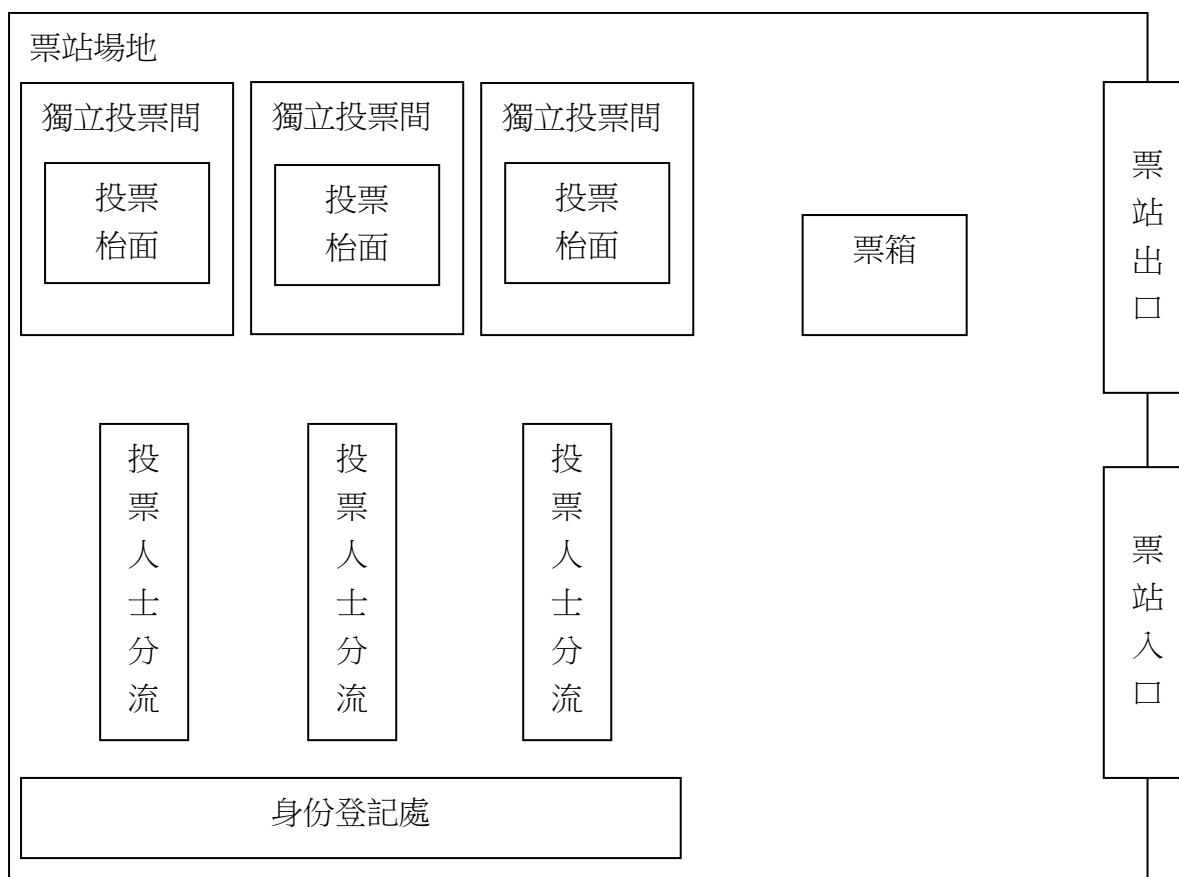 票站場地
獨立投票間
投票
枱面
獨立投票間
投票
枱面
獨立投票間
投票
枱面
票箱
票站出口
投票人士分流
投票人士分流
投票人士分流
票站入口
身份登記處